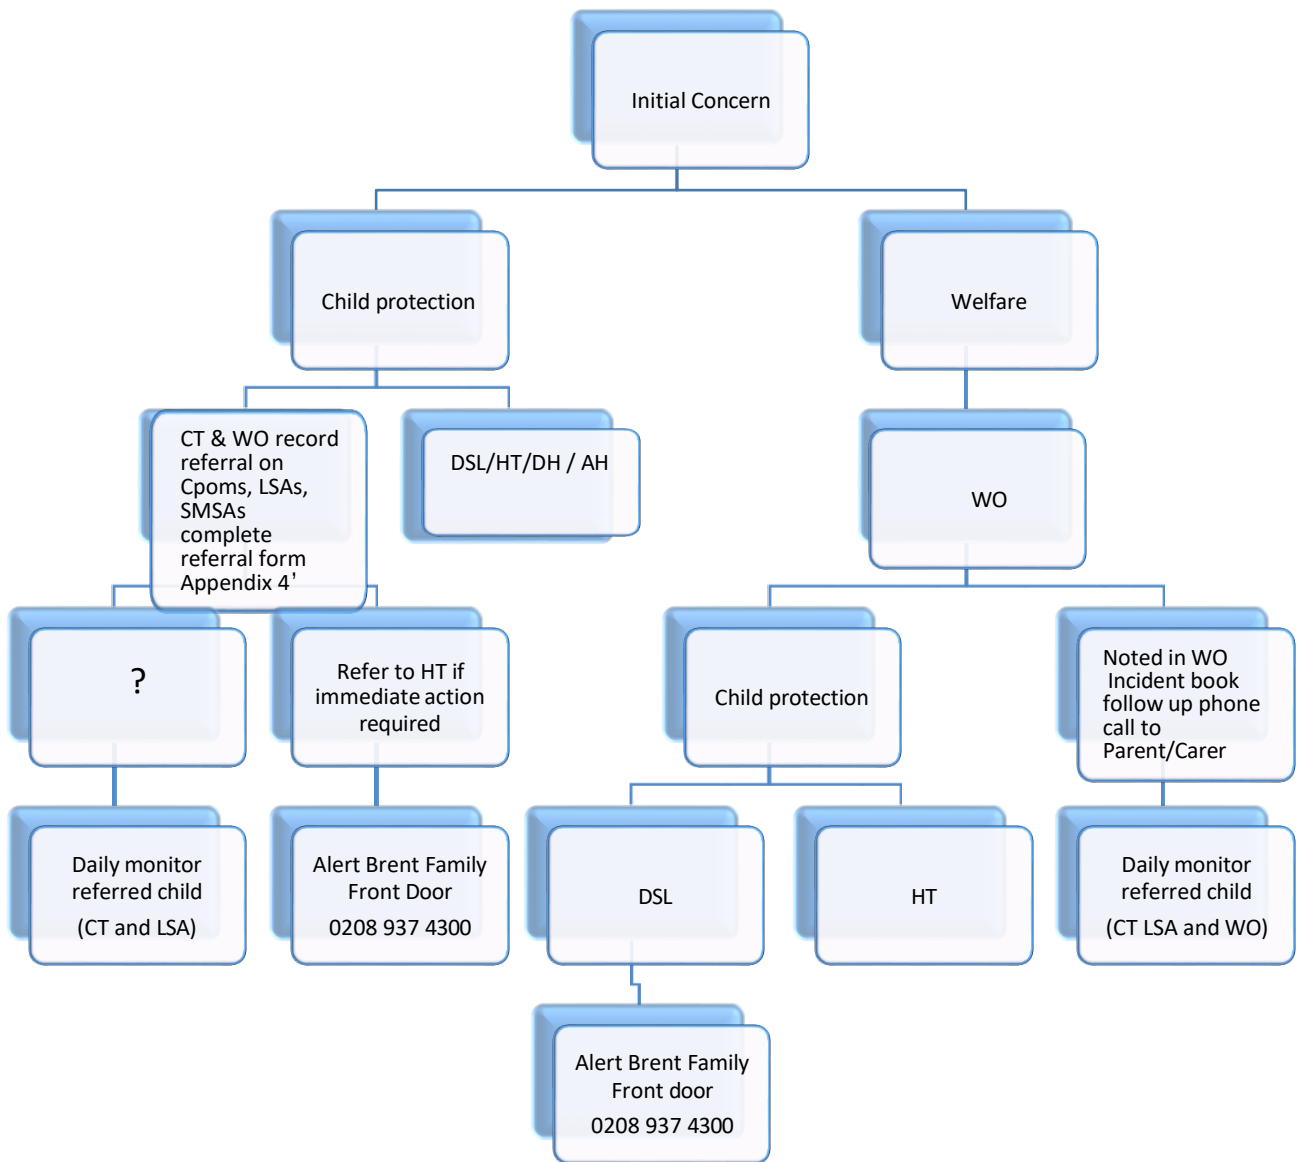 Initial Concern
Child protection
Welfare
CT & WO record
referral on
Cpoms, LSAs,
SMSAs
complete
referral form
Appendix 4’
DSL/HT/DH / AH
WO
?
Refer to HT if
immediate action
required
Child protection
Noted in WO
Incident book
follow up phone
call to
Parent/Carer
Daily monitor
referred child
(CT and LSA)
Alert Brent Family
Front Door
0208 937 4300
DSL
HT
Daily monitor
referred child
(CT LSA and WO)
Alert Brent Family
Front door
0208 937 4300